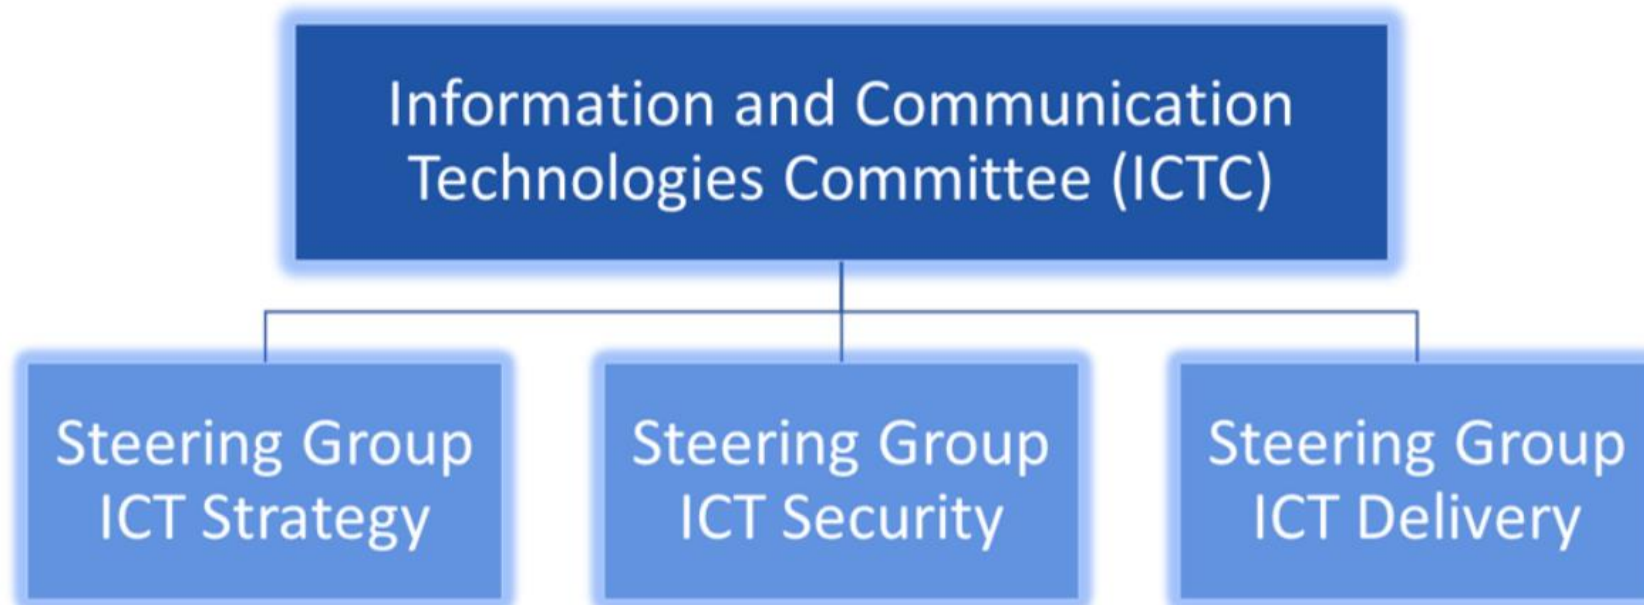 Information and Communication
Technologies Committee (ICTC)
Steering Group
ICT Strategy
Steering Group
ICT Security
Steering Group
ICT Delivery